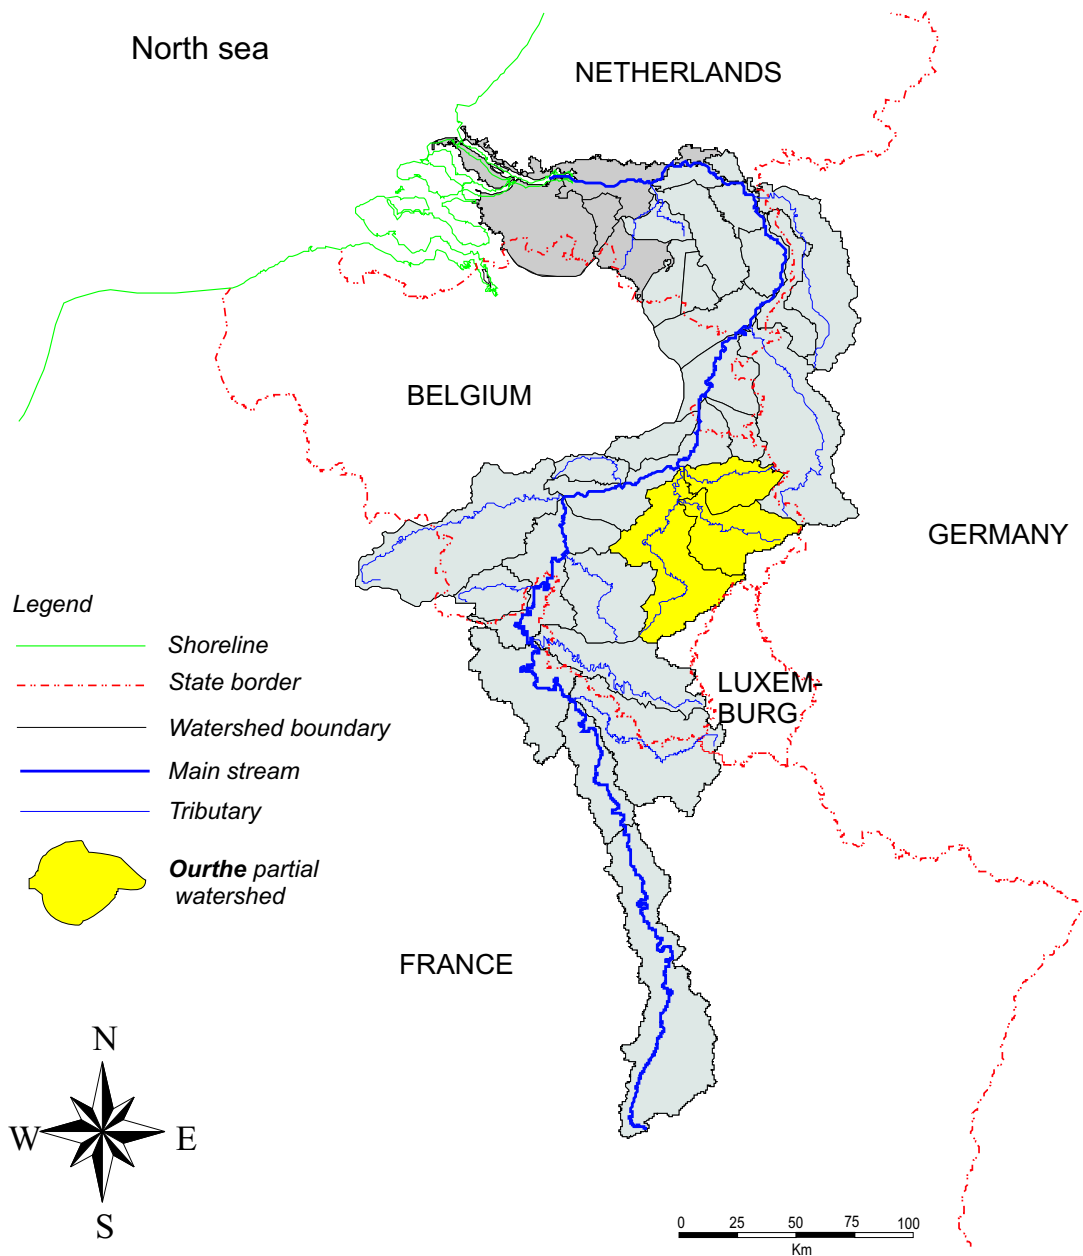 North sea
NETHERLANDS
BELGIUM
GERMANY
Legend
Shoreline
State border
Watershed boundary
Main stream
Tributary
Ourthe partial
watershed
LUXEM-
BURG
FRANCE
N
W E
S
0 25 50 75 100
Km